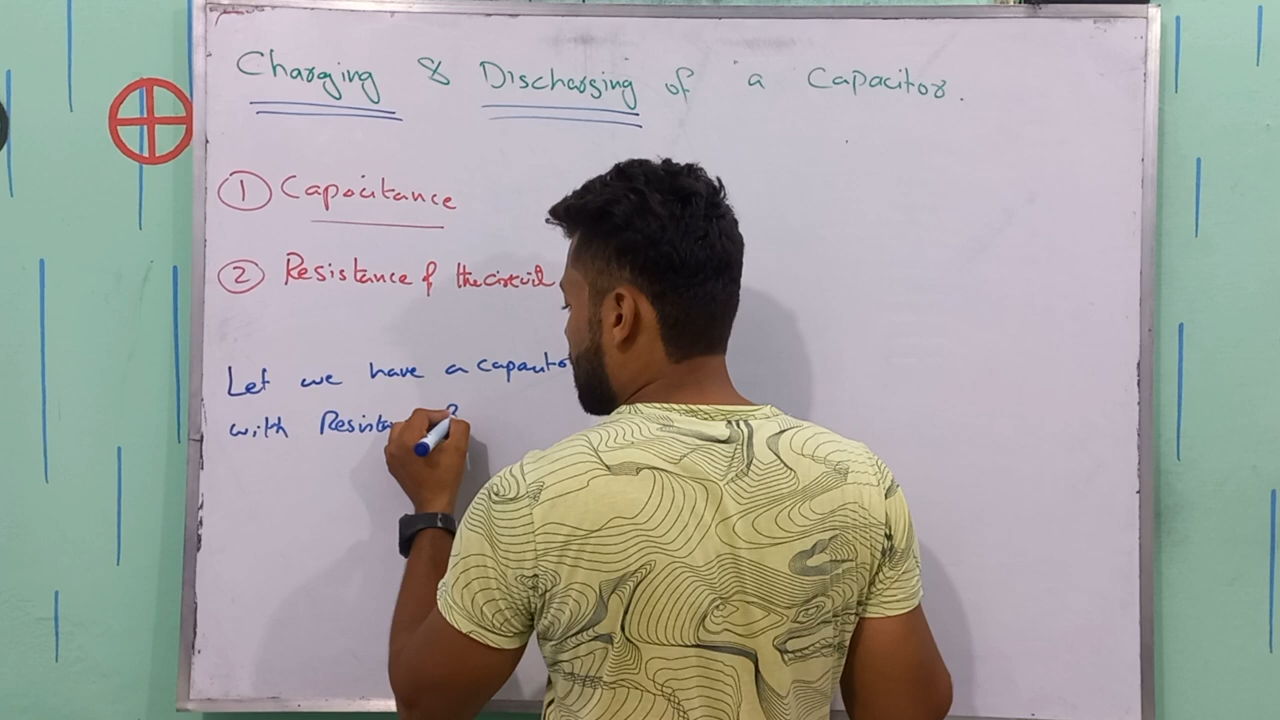 Charging & Discharging of a Capacitor.
① Capacitance
② Resistance of the circuit
Let we have a capacitor
with